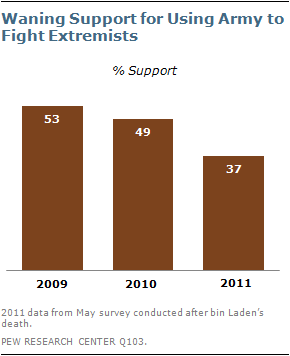 Waning Support for Using Army to
Fight Extremists
% Support
53
49
37
2009
2010
2011
2011 data from May survey conducted after bin Laden's
death.
PEW RESEARCH CENTER Q103.